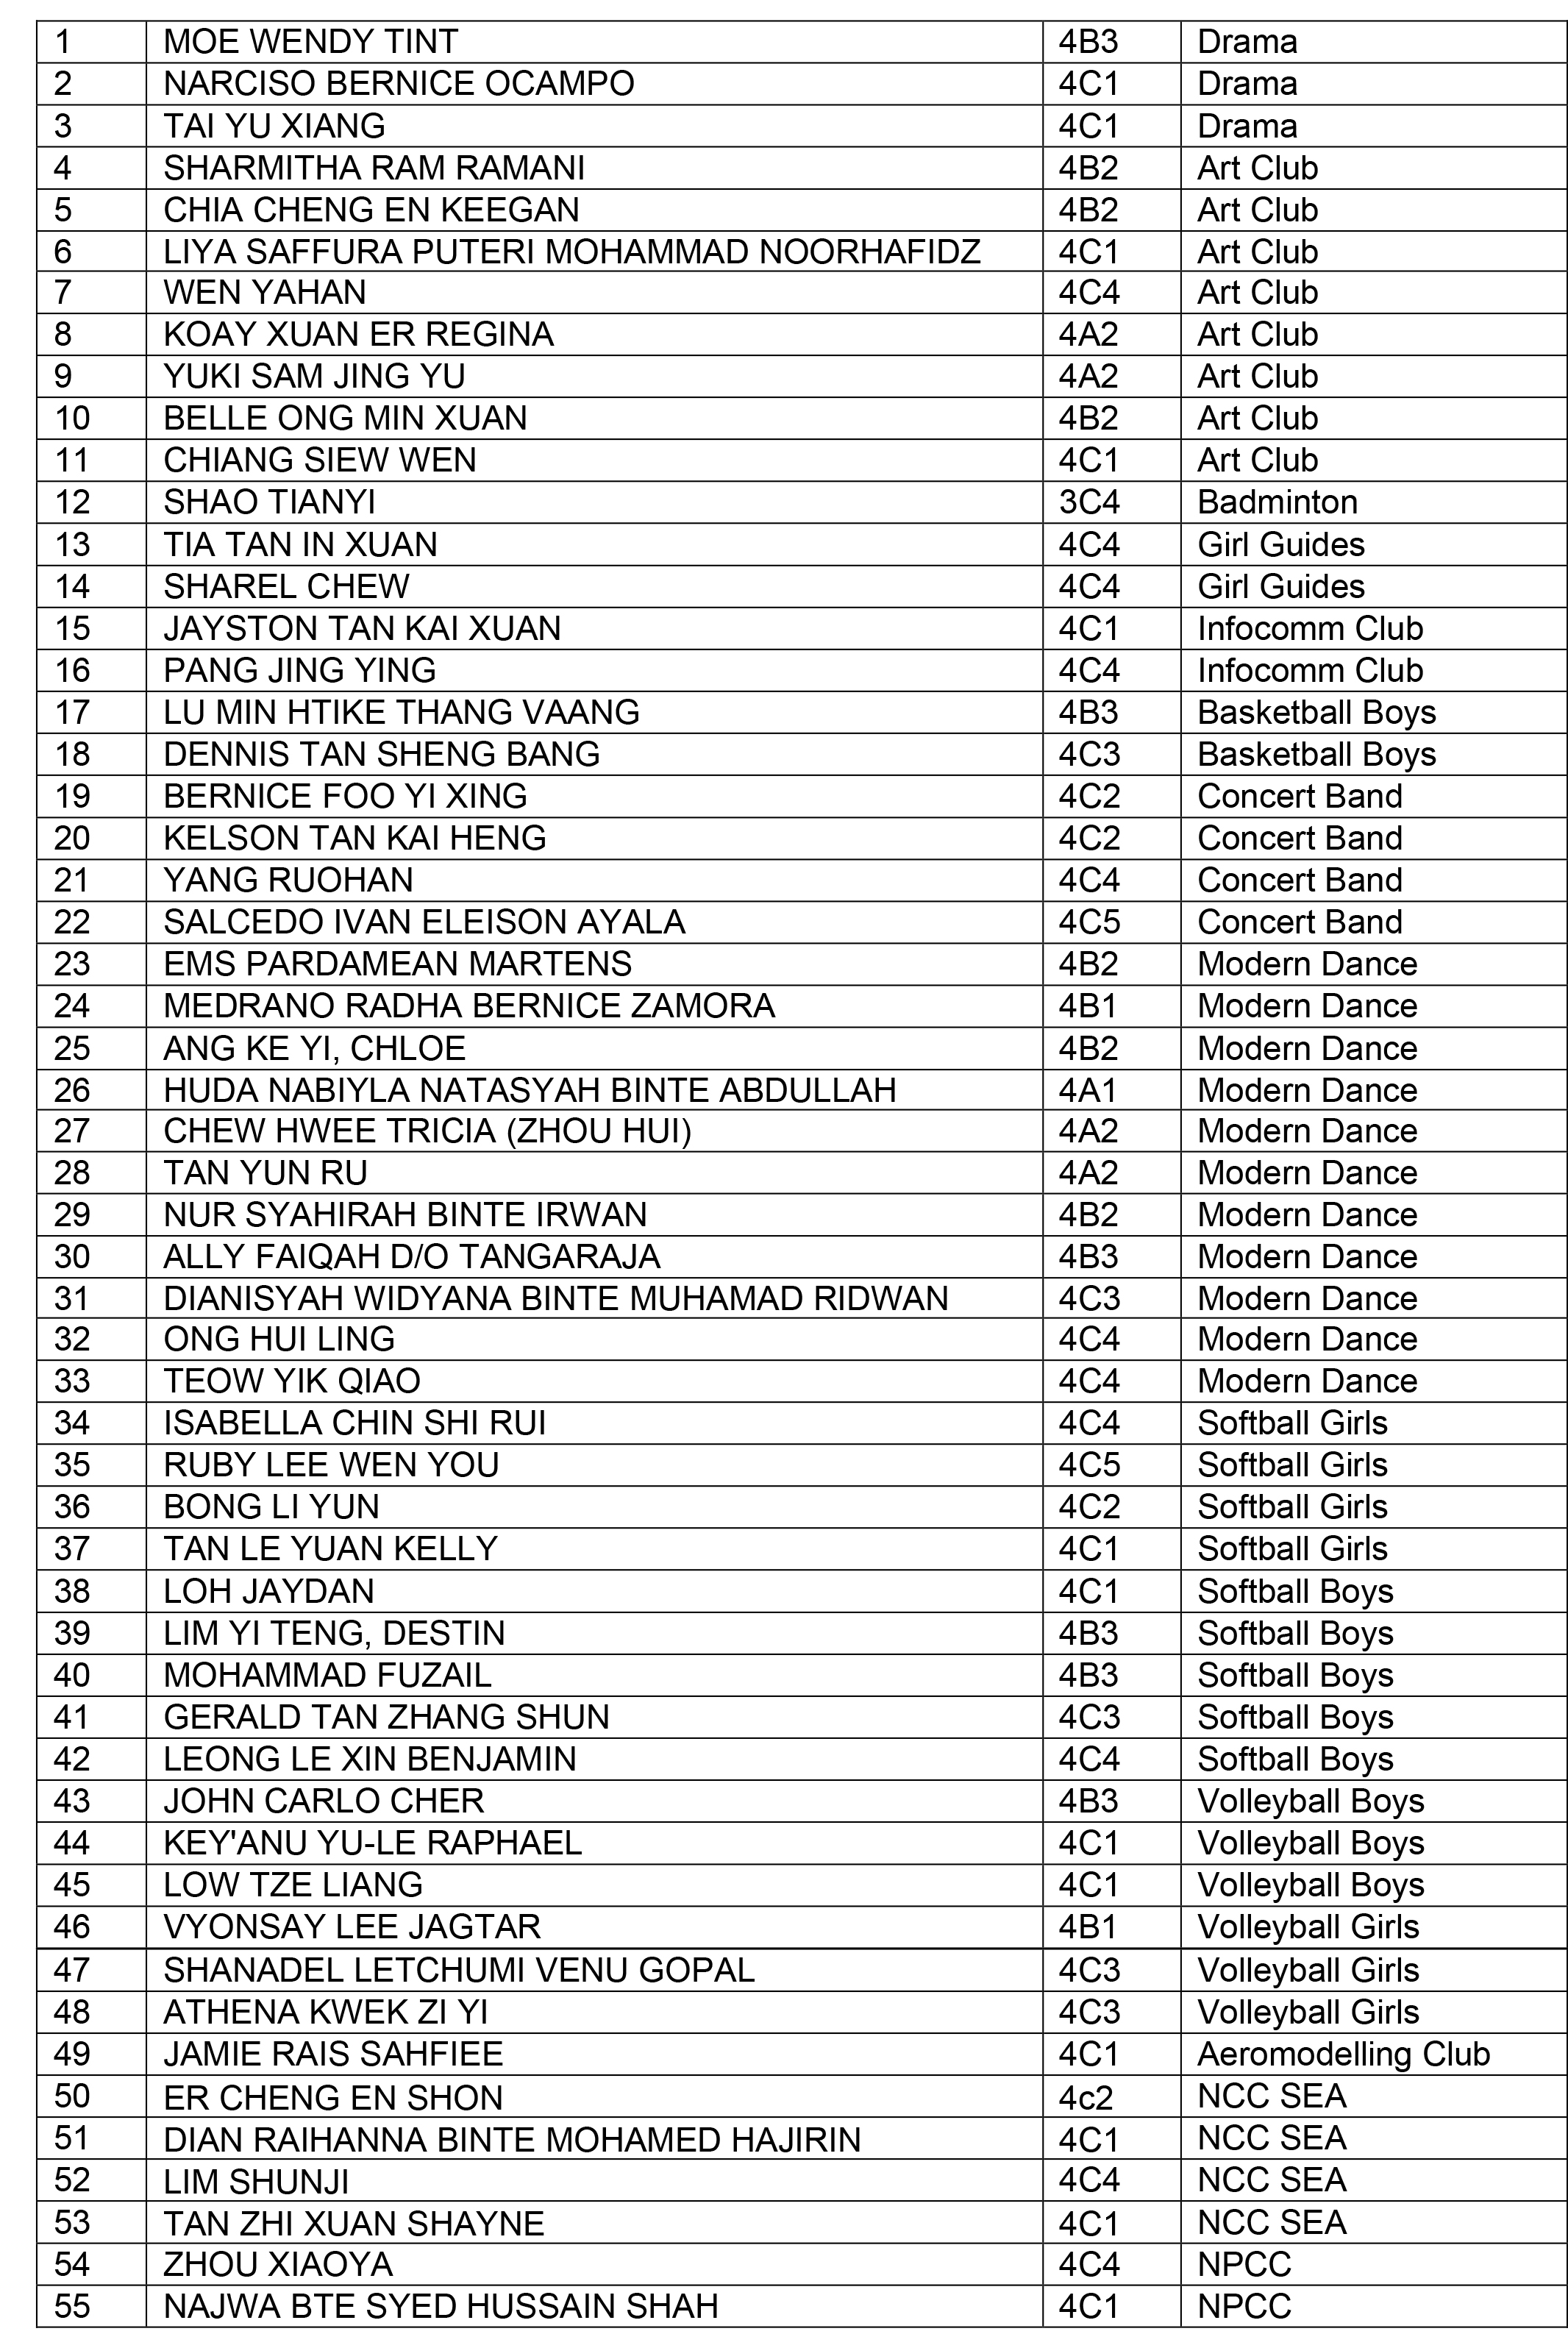 1 MOE WENDY TINT 4B3 Drama
2 NARCISO BERNICE OCAMPO 4C1 Drama
3 TAI YU XIANG 4C1 Drama
4 SHARMITHA RAM RAMANI 4B2 Art Club
5 CHIA CHENG EN KEEGAN 4B2 Art Club
6 LIYA SAFFURA PUTERI MOHAMMAD NOORHAFIDZ 4C1 Art Club
7 WEN YAHAN 4C4 Art Club
8 KOAY XUAN ER REGINA 4A2 Art Club
9 YUKI SAM JING YU 4A2 Art Club
10 BELLE ONG MIN XUAN 4B2 Art Club
11 CHIANG SIEW WEN 4C1 Art Club
12 SHAO TIANYI 3C4 Badminton
13 TIA TAN IN XUAN 4C4 Girl Guides
14 SHAREL CHEW 4C4 Girl Guides
15 JAYSTON TAN KAI XUAN 4C1 Infocomm Club
16 PANG JING YING 4C4 Infocomm Club
17 LU MIN HTIKE THANG VAANG 4B3 Basketball Boys
18 DENNIS TAN SHENG BANG 4C3 Basketball Boys
19 BERNICE FOO YI XING 4C2 Concert Band
20 KELSON TAN KAI HENG 4C2 Concert Band
21 YANG RUOHAN 4C4 Concert Band
22 SALCEDO IVAN ELEISON AYALA 4C5 Concert Band
23 EMS PARDAMEAN MARTENS 4B2 Modern Dance
24 MEDRANO RADHA BERNICE ZAMORA 4B1 Modern Dance
25 ANG KE YI, CHLOE 4B2 Modern Dance
26 HUDA NABIYLA NATASYAH BINTE ABDULLAH 4A1 Modern Dance
27 CHEW HWEE TRICIA (ZHOU HUI) 4A2 Modern Dance
28 TAN YUN RU 4A2 Modern Dance
29 NUR SYAHIRAH BINTE IRWAN 4B2 Modern Dance
30 ALLY FAIQAH D/O TANGARAJA 4B3 Modern Dance
31 DIANISYAH WIDYANA BINTE MUHAMAD RIDWAN 4C3 Modern Dance
32 ONG HUI LING 4C4 Modern Dance
33 TEOW YIK QIAO 4C4 Modern Dance
34 ISABELLA CHIN SHI RUI 4C4 Softball Girls
35 RUBY LEE WEN YOU 4C5 Softball Girls
36 BONG LI YUN 4C2 Softball Girls
37 TAN LE YUAN KELLY 4C1 Softball Girls
38 LOH JAYDAN 4C1 Softball Boys
39 LIM YI TENG, DESTIN 4B3 Softball Boys
40 MOHAMMAD FUZAIL 4B3 Softball Boys
41 GERALD TAN ZHANG SHUN 4C3 Softball Boys
42 LEONG LE XIN BENJAMIN 4C4 Softball Boys
43 JOHN CARLO CHER 4B3 Volleyball Boys
44 KEY'ANU YU-LE RAPHAEL 4C1 Volleyball Boys
45 LOW TZE LIANG 4C1 Volleyball Boys
46 VYONSAY LEE JAGTAR 4B1 Volleyball Girls
47 SHANADEL LETCHUMI VENU GOPAL 4C3 Volleyball Girls
48 ATHENA KWEK ZI YI 4C3 Volleyball Girls
49 JAMIE RAIS SAHFIEE 4C1 Aeromodelling Club
50 ER CHENG EN SHON 4c2 NCC SEA
51 DIAN RAIHANNA BINTE MOHAMED HAJIRIN 4C1 NCC SEA
52 LIM SHUNJI 4C4 NCC SEA
53 TAN ZHI XUAN SHAYNE 4C1 NCC SEA
54 ZHOU XIAOYA 4C4 NPCC
55 NAJWA BTE SYED HUSSAIN SHAH 4C1 NPCC